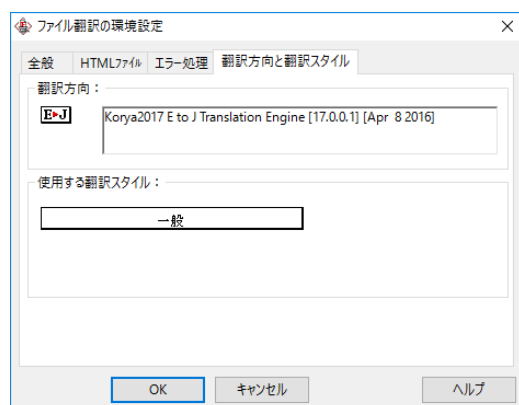 ファイル翻訳の環境設定
全般 HTMLファイル エラー処理 翻訳方向と翻訳スタイル
翻訳方向：
E▸J Korya2017 E to J Translation Engine [17.0.0.1] [Apr 8 2016]
使用する翻訳スタイル：
一般
OK キャンセル ヘルプ